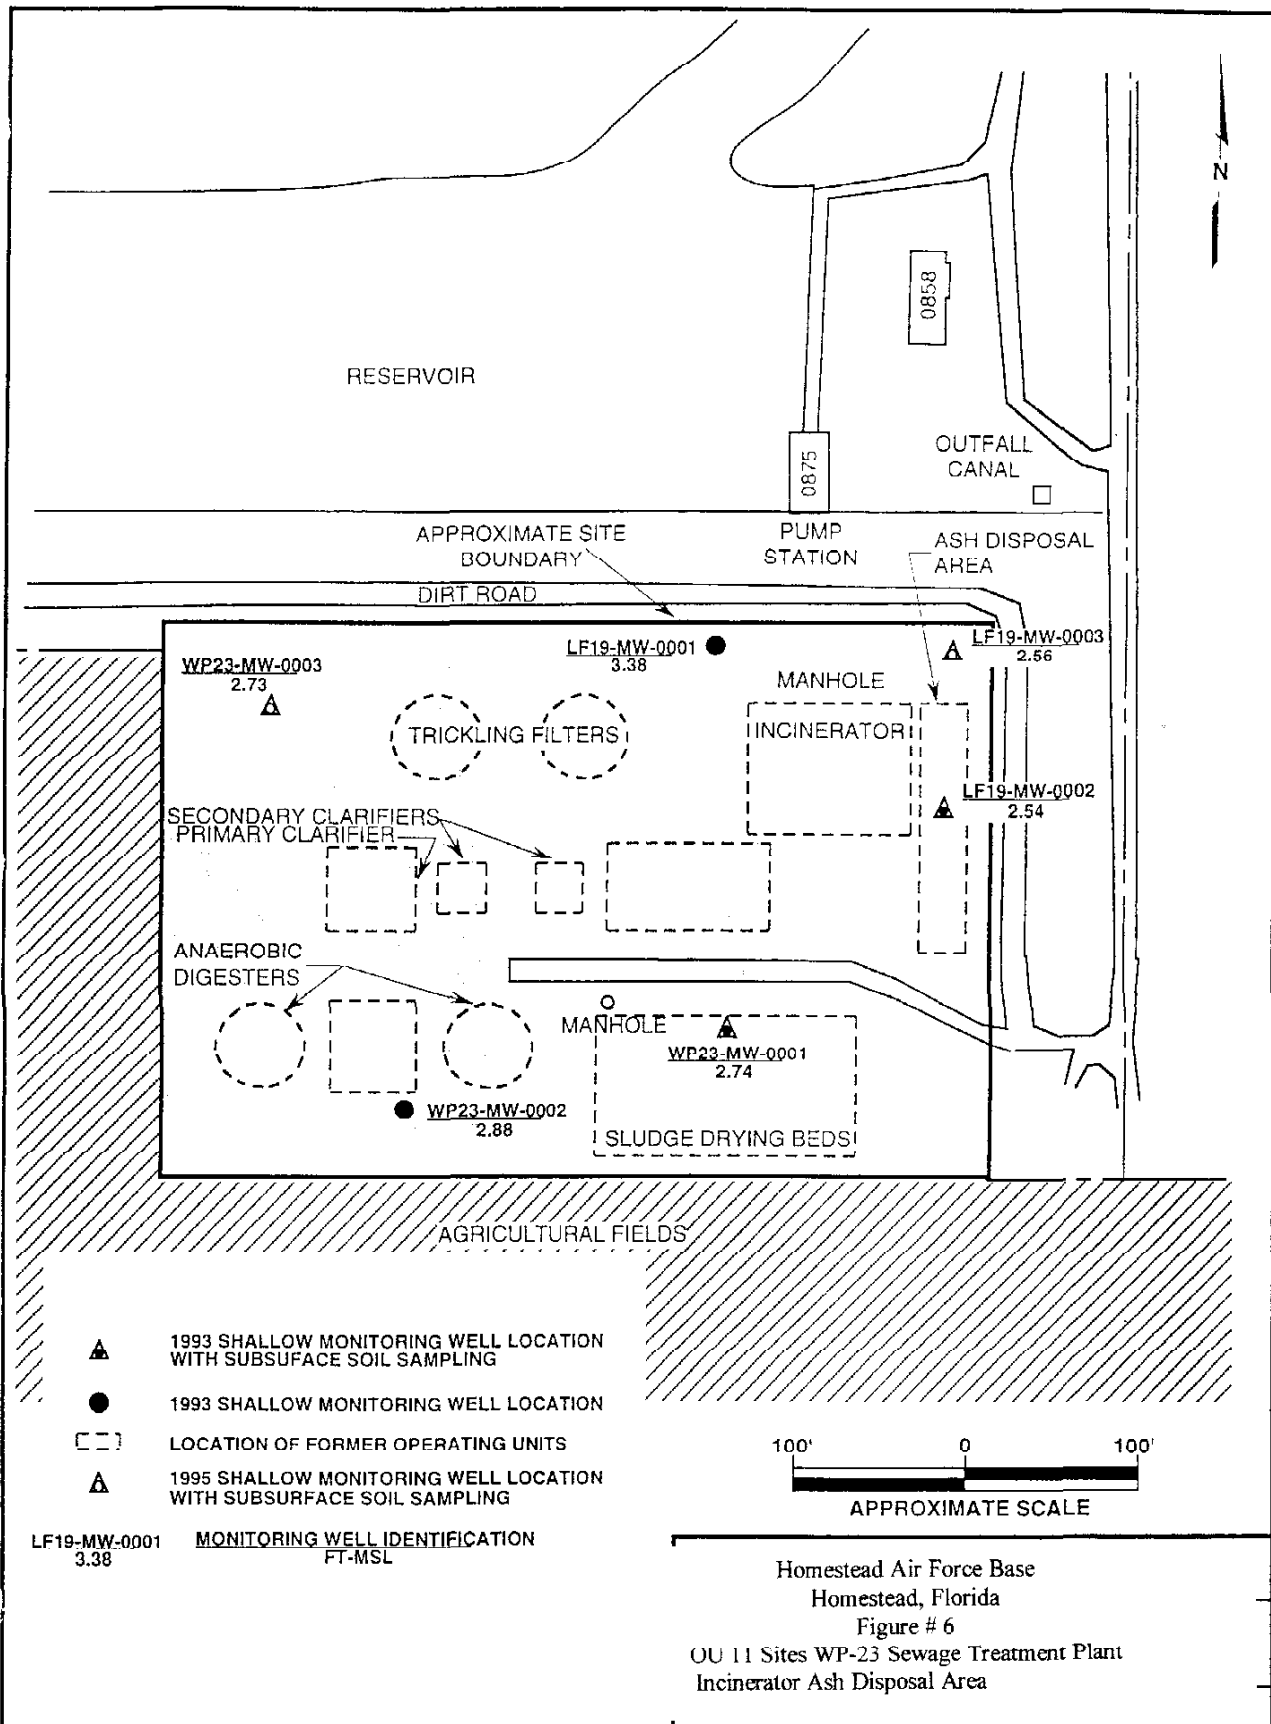 N
0858
RESERVOIR
OUTFALL
CANAL
0875
APPROXIMATE SITE
BOUNDARY
PUMP
STATION
ASH DISPOSAL
AREA
DIRT ROAD
LF19-MW-0001
3.38
LF19-MW-0003
2.56
WP23-MW-0003
2.73
MANHOLE
TRICKLING FILTERS
INCINERATOR
LF19-MW-0002
2.54
SECONDARY CLARIFIERS
PRIMARY CLARIFIER
ANAEROBIC
DIGESTERS
MANHOLE
WP23-MW-0001
2.74
WP23-MW-0002
2.88
SLUDGE DRYING BEDS
AGRICULTURAL FIELDS
1993 SHALLOW MONITORING WELL LOCATION
WITH SUBSUFACE SOIL SAMPLING
1993 SHALLOW MONITORING WELL LOCATION
LOCATION OF FORMER OPERATING UNITS
1995 SHALLOW MONITORING WELL LOCATION
WITH SUBSURFACE SOIL SAMPLING
LF19-MW-0001 MONITORING WELL IDENTIFICATION
3.38 FT-MSL
100' 0 100'
APPROXIMATE SCALE
Homestead Air Force Base
Homestead, Florida
Figure # 6
OU 11 Sites WP-23 Sewage Treatment Plant
Incinerator Ash Disposal Area